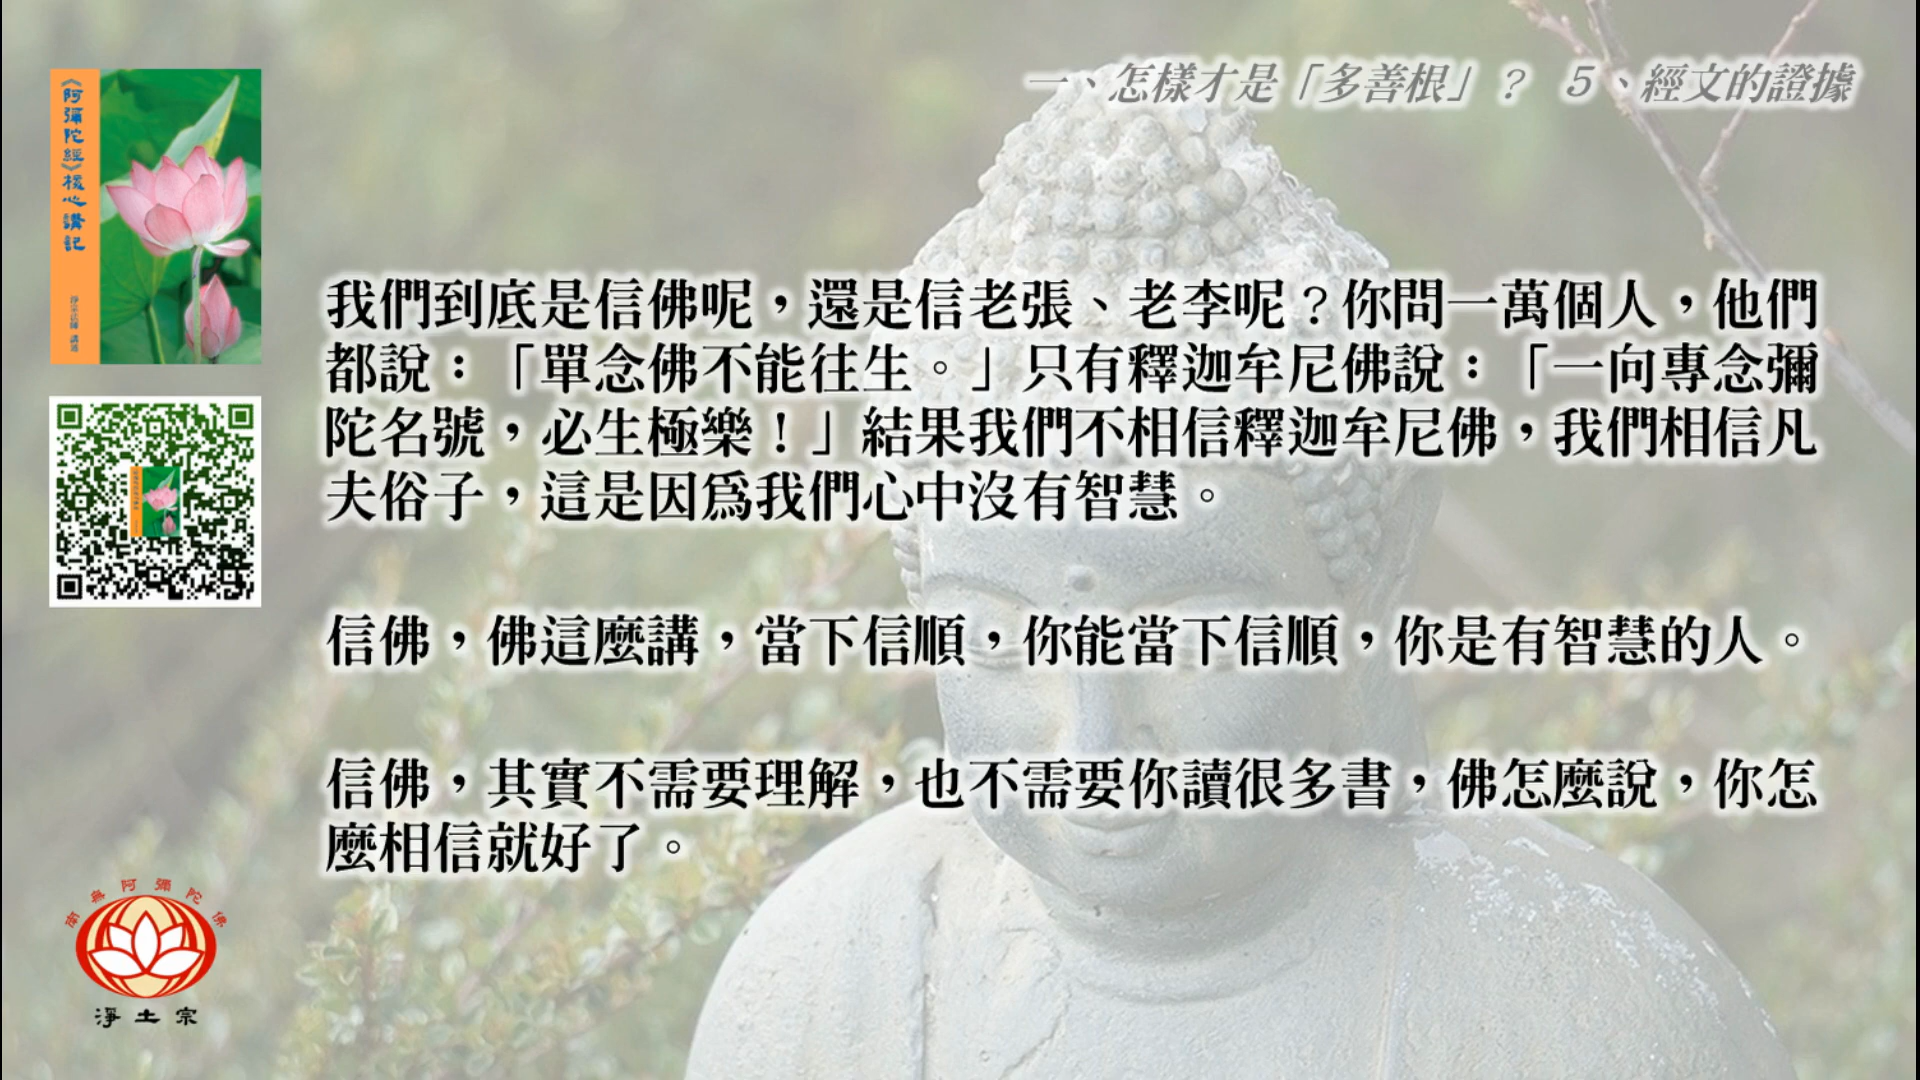 一、怎樣才是「多善根」？ 5、經文的證據
《阿彌陀經》核心講記
淨宗法師 講述
我們到底是信佛呢，還是信老張、老李呢？你問一萬個人，他們
都說：「單念佛不能往生。」只有釋迦牟尼佛說：「一向專念彌
陀名號，必生極樂！」結果我們不相信釋迦牟尼佛，我們相信凡
夫俗子，這是因爲我們心中沒有智慧。
信佛，佛這麼講，當下信順，你能當下信順，你是有智慧的人。
信佛，其實不需要理解，也不需要你讀很多書，佛怎麼說，你怎
麼相信就好了。
南無阿彌陀佛
淨土宗